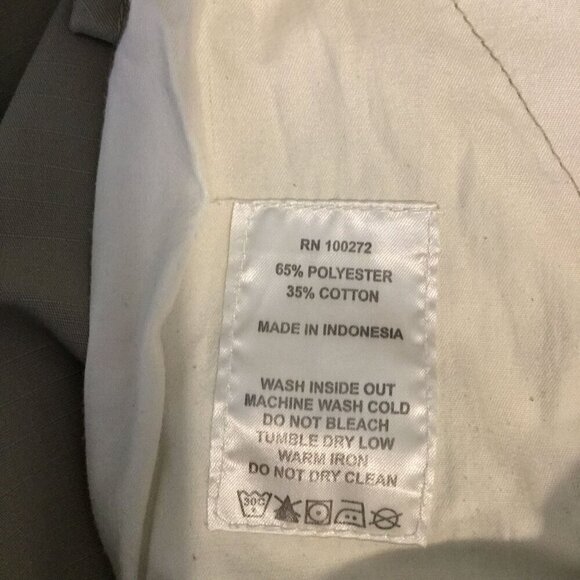 RN 100272
65% POLYESTER
35% COTTON
MADE IN INDONESIA
WASH INSIDE OUT
MACHINE WASH COLD
DO NOT BLEACH
TUMBLE DRY LOW
WARM IRON
DO NOT DRY CLEAN
30C